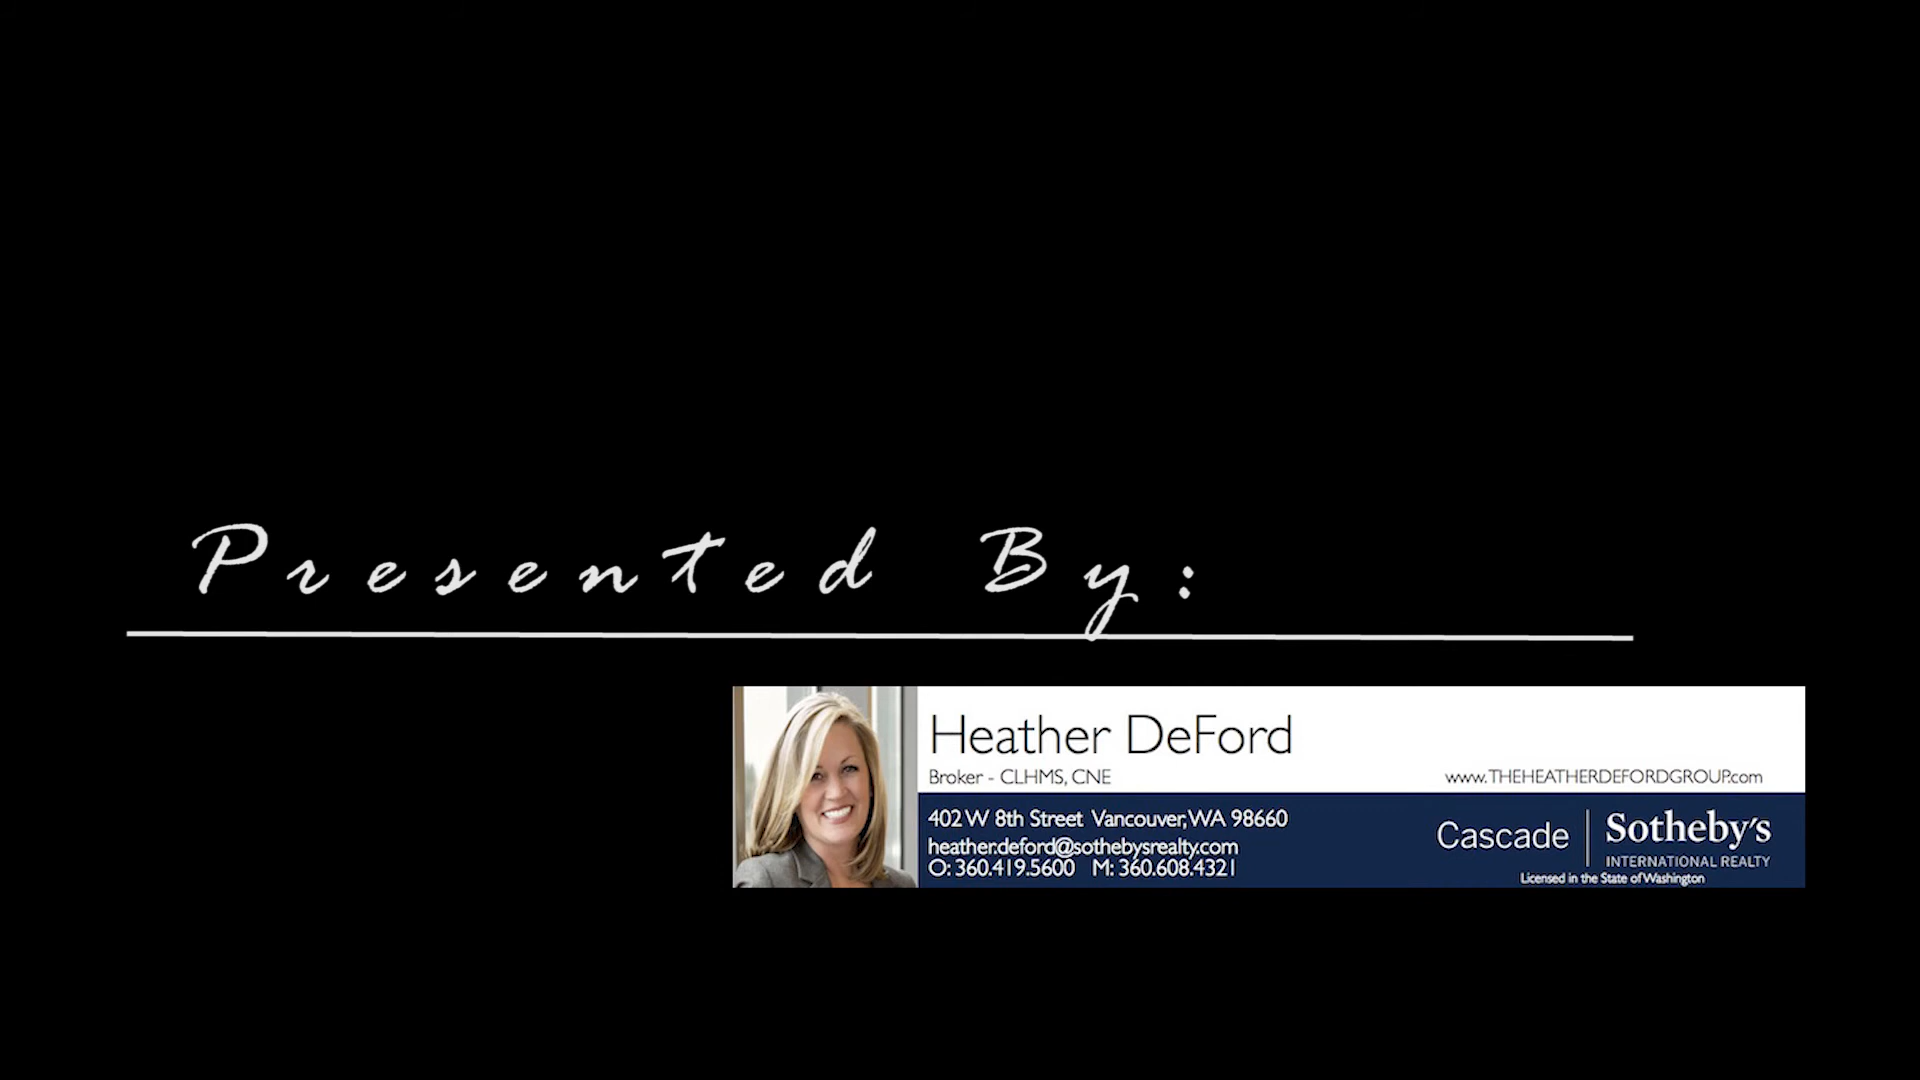 Presented By:
Heather DeFord
Broker - CLHMS, CNE
www.THEHEATHERDEFORDGROUP.com
402 W 8th Street Vancouver, WA 98660
heather.deford@sothebysrealty.com
O: 360.419.5600 M: 360.608.4321
Cascade
Sotheby's
INTERNATIONAL REALTY
Licensed in the State of Washington